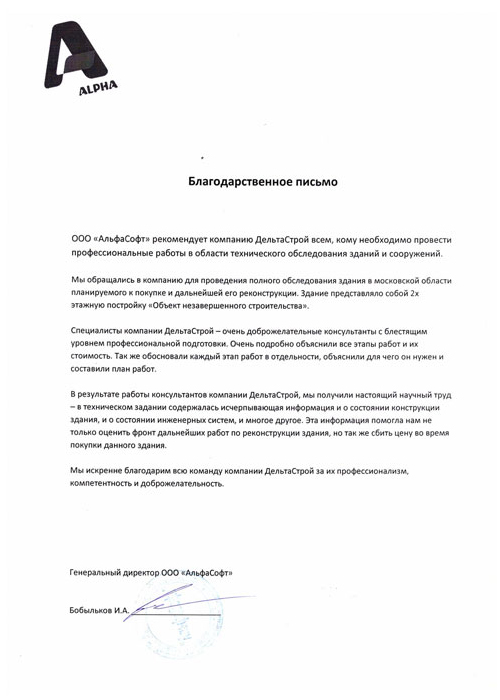 ALPHA
Благодарственное письмо
ООО «АльфаСофт» рекомендует компанию ДельтаСтрой всем, кому необходимо провести
профессиональные работы в области технического обследования зданий и сооружений.
Мы обращались в компанию для проведения полного обследования здания в московской области
планируемого к покупке и дальнейшей его реконструкции. Здание представляло собой 2х
этажную постройку «Объект незавершенного строительства».
Специалисты компании ДельтаСтрой – очень доброжелательные консультанты с блестящим
уровнем профессиональной подготовки. Очень подробно объяснили все этапы работ и их
стоимость. Так же обосновали каждый этап работ в отдельности, объяснили для чего он нужен и
составили план работ.
В результате работы консультантов компании ДельтаСтрой, мы получили настоящий научный труд
– в техническом задании содержалась исчерпывающая информация и о состоянии конструкции
здания, и о состоянии инженерных систем, и многое другое. Эта информация помогла нам не
только оценить фронт дальнейших работ по реконструкции здания, но так же сбить цену во время
покупки данного здания.
Мы искренне благодарим всю команду компании ДельтаСтрой за их профессионализм,
компетентность и доброжелательность.
Генеральный директор ООО «АльфаСофт»
Бобыльков И.А.